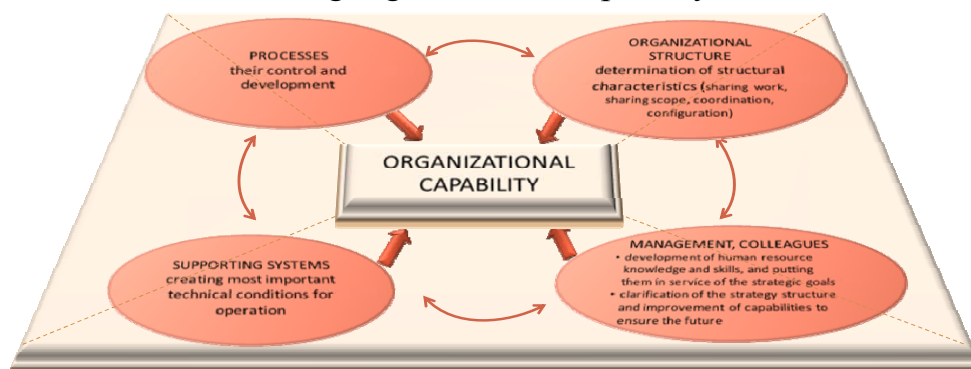 PROCESSES
their control and
development
ORGANIZATIONAL
STRUCTURE
determination of structural
characteristics (sharing work,
sharing scope, coordination,
configuration)
ORGANIZATIONAL
CAPABILITY
SUPPORTING SYSTEMS
creating most important
technical conditions for
operation
MANAGEMENT, COLLEAGUES
• development of human resource
knowledge and skills, and putting
them in service of the strategic goals
• clarification of the strategy structure
and improvement of capabilities to
ensure the future